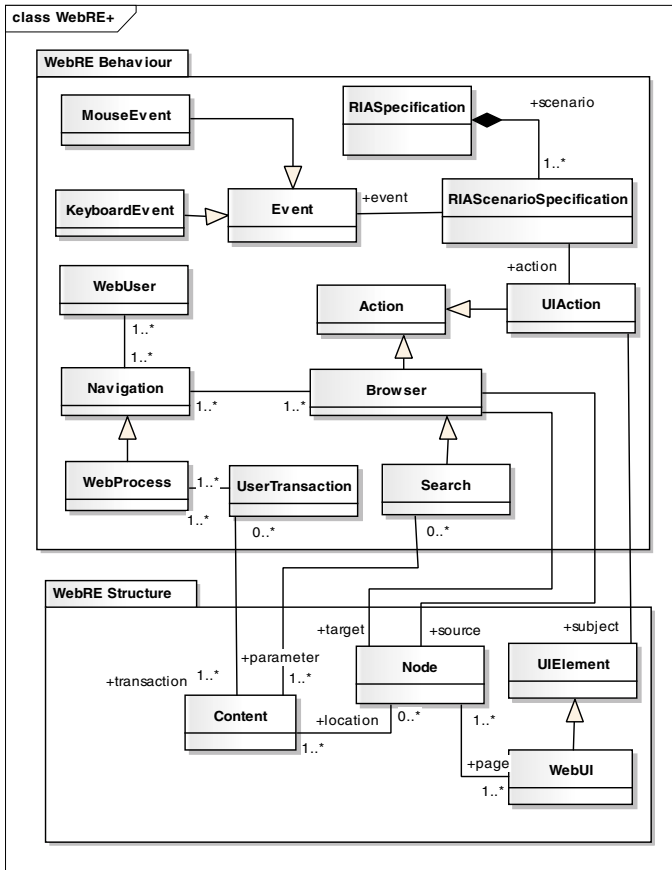 class WebRE+
WebRE Behaviour
MouseEvent
RIASpecification
+scenario
1..*
KeyboardEvent
Event
+event
RIAScenarioSpecification
+action
WebUser
Action
UIAction
1..*
1..*
Navigation
Browser
1..*
1..*
WebProcess
1..*
UserTransaction
Search
1..*
0..*
0..*
WebRE Structure
+target
+source
+subject
+parameter
Node
UIElement
+transaction
1..*
1..*
Content
+location
0..*
1..*
1..*
+page
WebUI
1..*